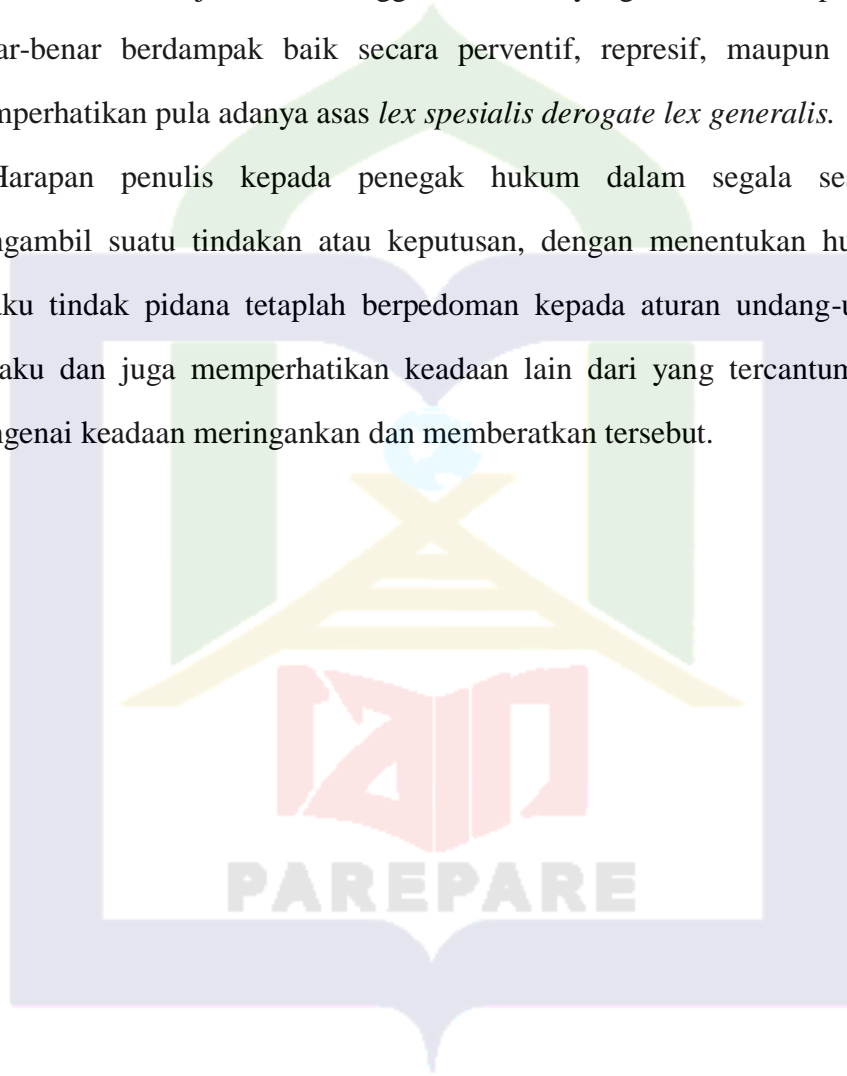 ar-benar berdampak baik secara perventif, represif, maupun
mperhatikan pula adanya asas lex spesialis derogate lex generalis.
Harapan penulis kepada penegak hukum dalam segala ses
ngambil suatu tindakan atau keputusan, dengan menentukan hu
aku tindak pidana tetaplah berpedoman kepada aturan undang-u
aku dan juga memperhatikan keadaan lain dari yang tercantum
ngenai keadaan meringankan dan memberatkan tersebut.
iain
PAREPARE